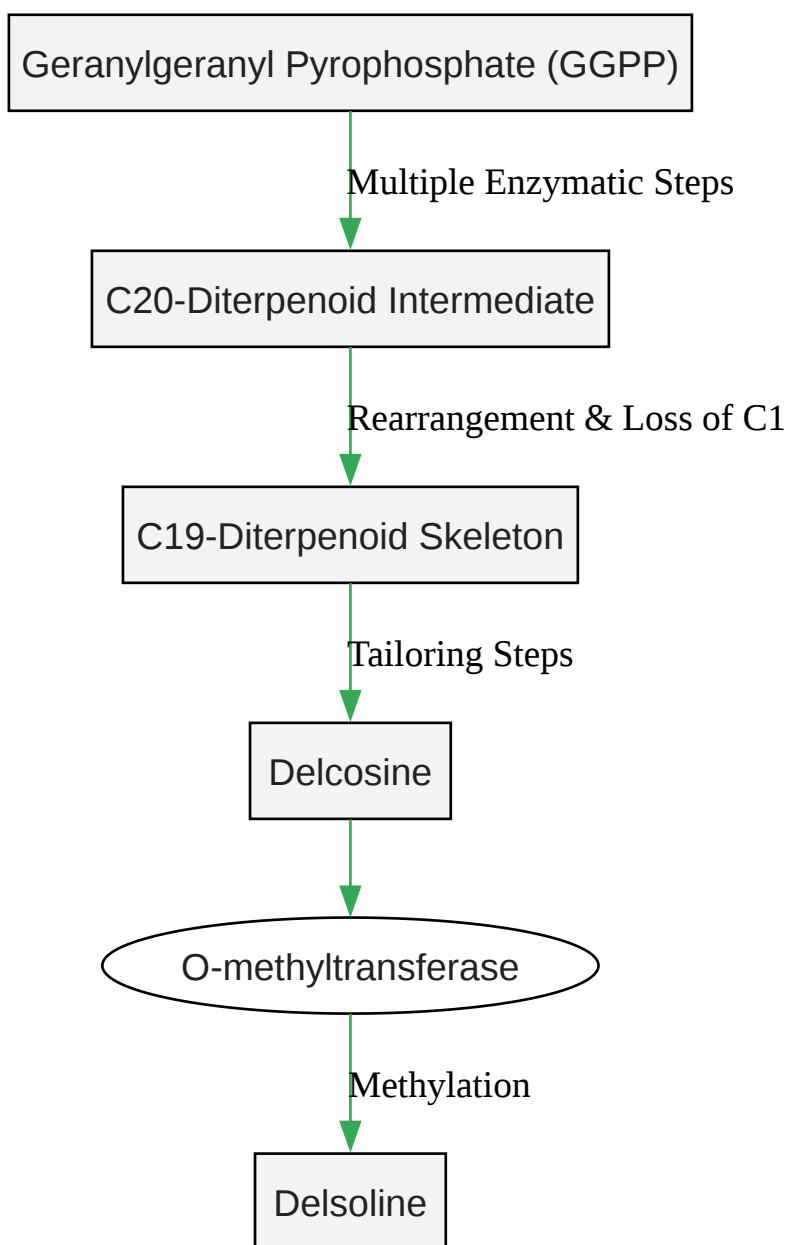 Geranylgeranyl Pyrophosphate (GGPP)
Multiple Enzymatic Steps
C20-Diterpenoid Intermediate
Rearrangement & Loss of C1
C19-Diterpenoid Skeleton
Tailoring Steps
Delcosine
O-methyltransferase
Methylation
Delsoline